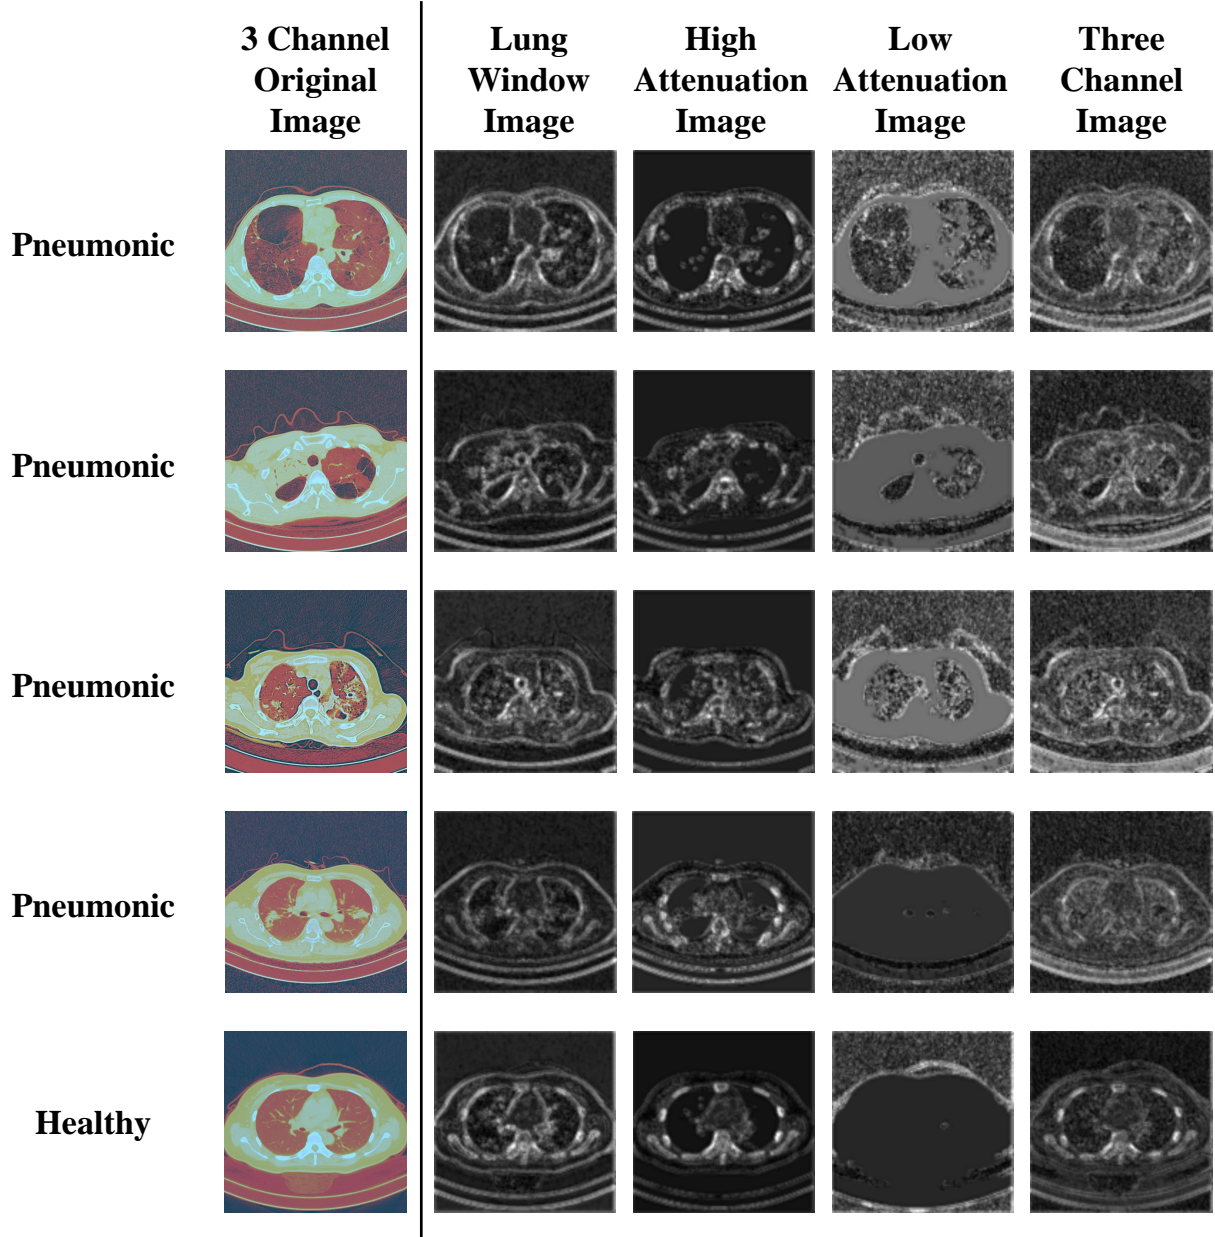 3 Channel
Original
Image
Lung
Window
Image
High
Attenuation
Image
Low
Attenuation
Image
Three
Channel
Image
Pneumonic
Pneumonic
Pneumonic
Pneumonic
Healthy